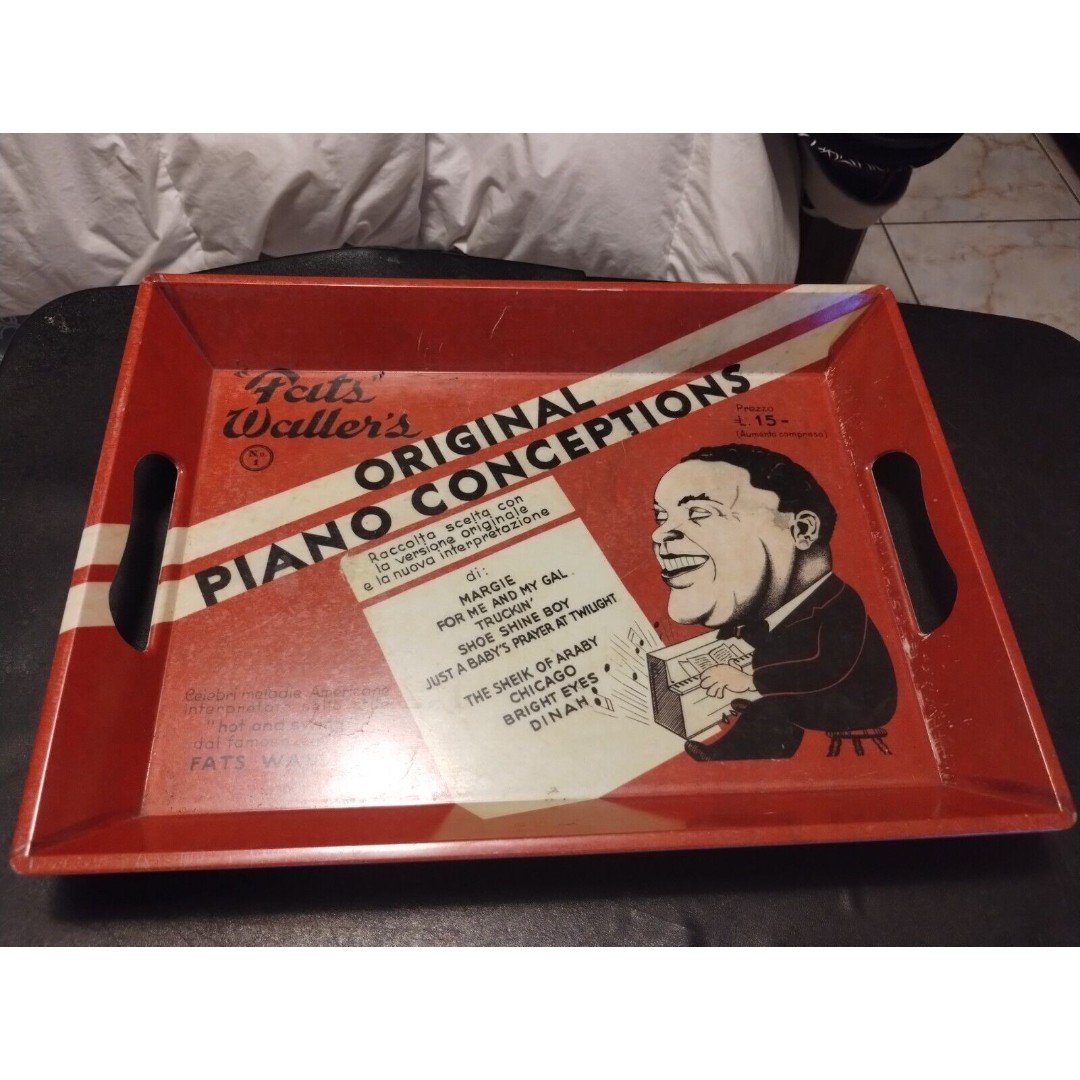 "Fats"
Waller's
No.
1
ORIGINAL
PIANO CONCEPTIONS
Prezzo
L. 15-
(Aumento compreso)
Raccolta scelta con
la versione originale
e la nuova interpretazione
di:
MARGIE
FOR ME AND MY GAL
TRUCKIN'
SHOE SHINE BOY
JUST A BABY'S PRAYER AT TWILIGHT
THE SHEIK OF ARABY
CHICAGO
BRIGHT EYES
DINAH
Celebri melodie Americane
"hot and swing"
dal
FATS